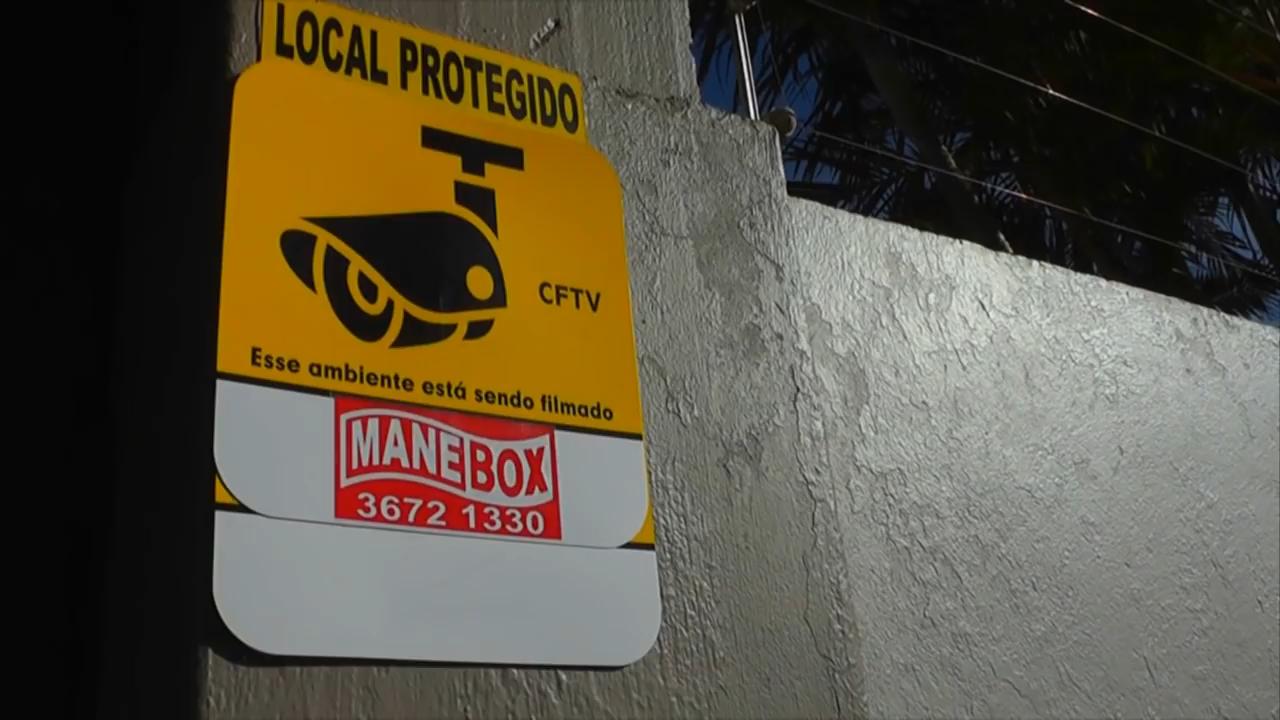 LOCAL PROTEGIDO
CFTV
Esse ambiente está sendo filmado
MANEBOX
3672 1330